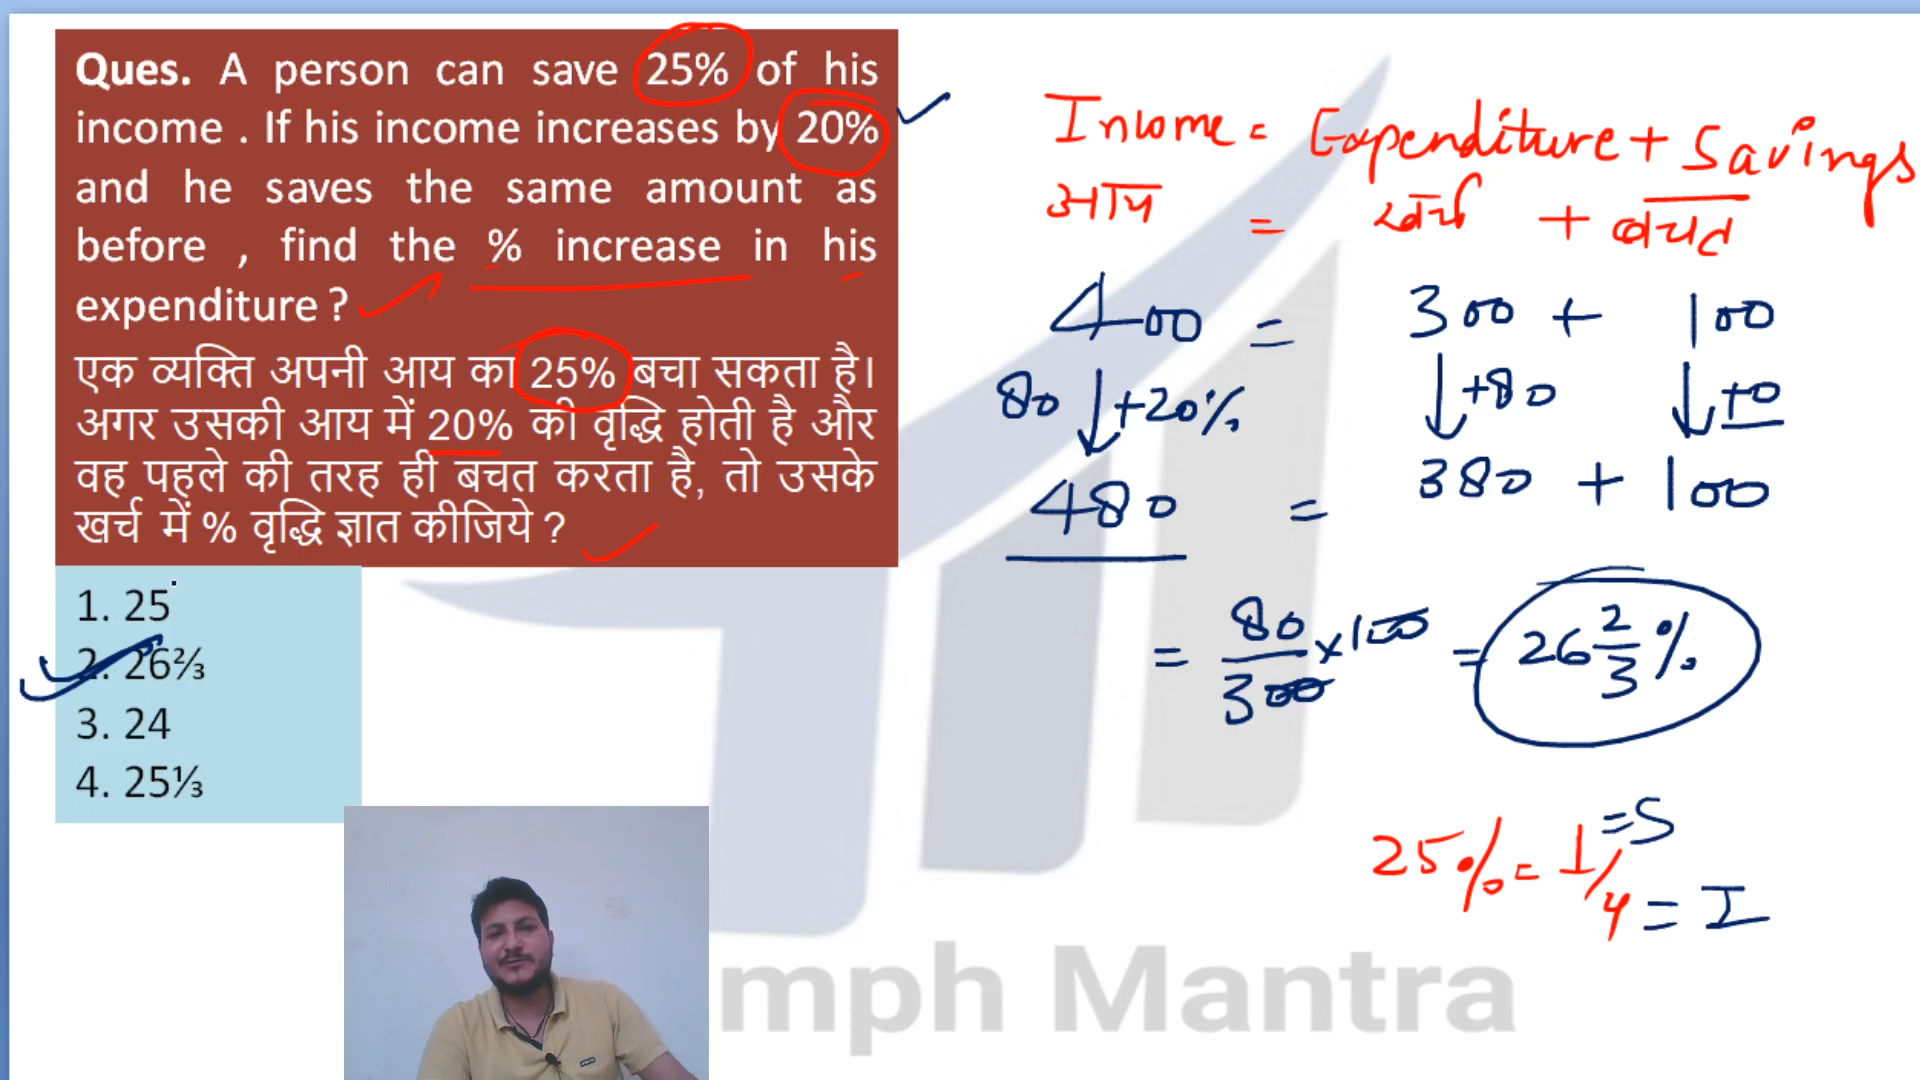 Ques. A person can save 25% of his
income . If his income increases by 20%
and he saves the same amount as
before , find the % increase in his
expenditure ?
एक व्यक्ति अपनी आय का 25% बचा सकता है।
अगर उसकी आय में 20% की वृद्धि होती है और
वह पहले की तरह ही बचत करता है, तो उसके
खर्च में % वृद्धि ज्ञात कीजिये ?
1. 25
2. 26⅔
3. 24
4. 25⅓
Income = Expenditure + Savings
आय = खर्च + बचत
400 = 300 + 100
80 +20% +80 +0
480 = 380 + 100
= 80/300 × 100 = 26 2/3 %
25% = 1/4 = S
= I
mph Mantra